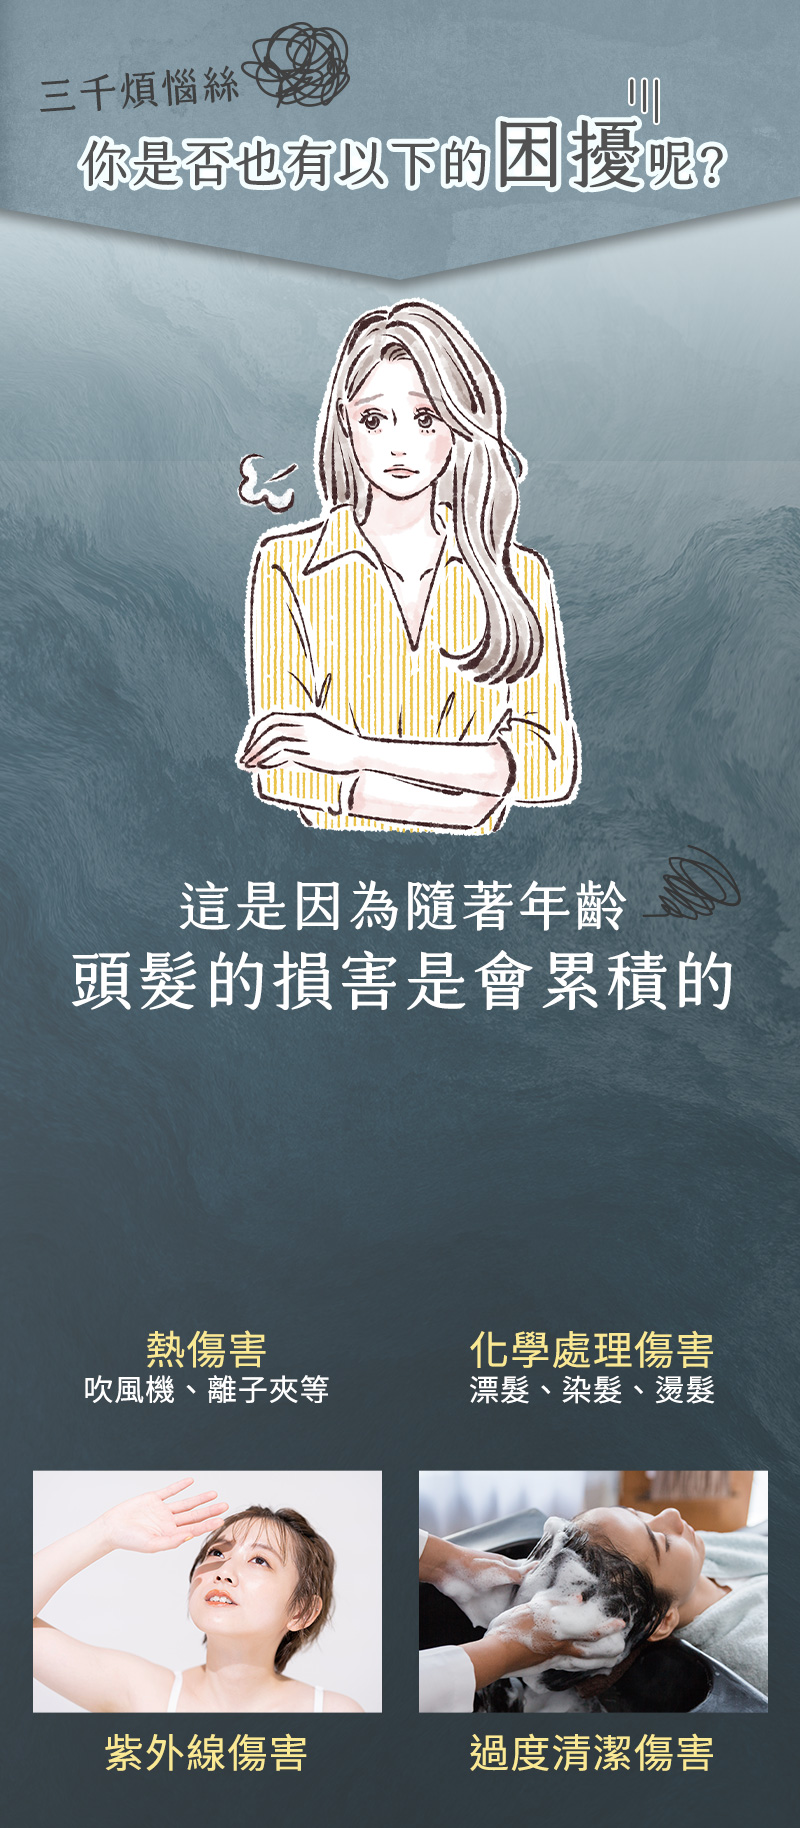 三千煩惱絲
你是否也有以下的困擾呢?
這是因為隨著年齡
頭髮的損害是會累積的
熱傷害
吹風機、離子夾等
化學處理傷害
漂髮、染髮、燙髮
紫外線傷害
過度清潔傷害